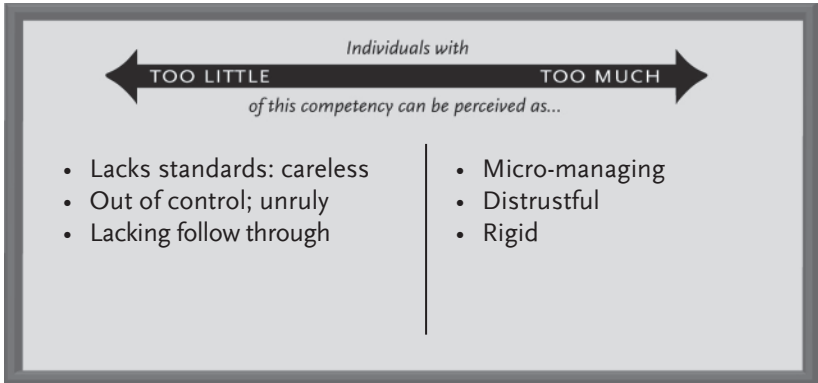 Individuals with
TOO LITTLE TOO MUCH
of this competency can be perceived as...
• Lacks standards: careless
• Out of control; unruly
• Lacking follow through
• Micro-managing
• Distrustful
• Rigid